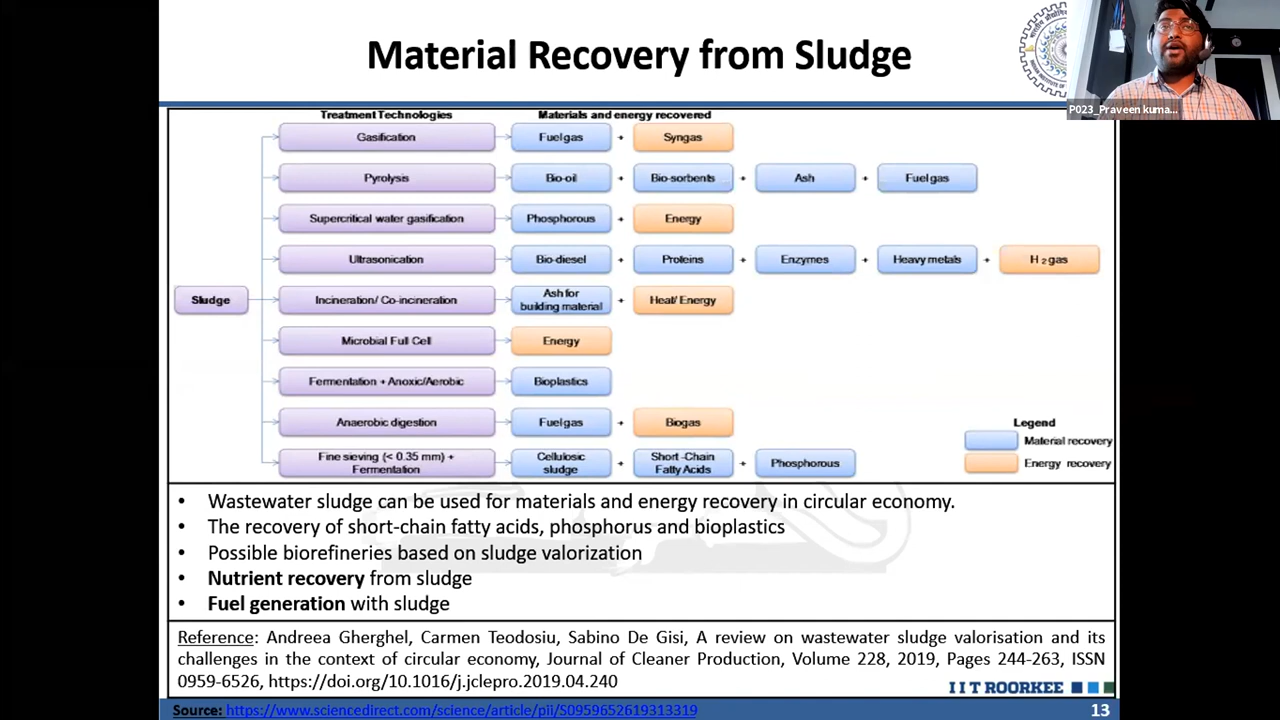 Material Recovery from Sludge
P023_Praveen kuma...
Treatment Technologies
Materials and energy recovered
Gasification
Fuel gas
+
Syngas
Pyrolysis
Bio-oil
+
Bio-sorbents
+
Ash
+
Fuel gas
Supercritical water gasification
Phosphorous
+
Energy
Ultrasonication
Bio-diesel
+
Proteins
+
Enzymes
+
Heavy metals
+
H2 gas
Sludge
Incineration/ Co-incineration
Ash for
building material
+
Heat/ Energy
Microbial Full Cell
Energy
Fermentation + Anoxic/Aerobic
Bioplastics
Anaerobic digestion
Fuel gas
+
Biogas
Fine sieving (< 0.35 mm) +
Fermentation
Cellulosic
sludge
+
Short -Chain
Fatty Acids
+
Phosphorous
Legend
Material recovery
Energy recovery
• Wastewater sludge can be used for materials and energy recovery in circular economy.
• The recovery of short-chain fatty acids, phosphorus and bioplastics
• Possible biorefineries based on sludge valorization
• Nutrient recovery from sludge
• Fuel generation with sludge
Reference: Andreea Gherghel, Carmen Teodosiu, Sabino De Gisi, A review on wastewater sludge valorisation and its
challenges in the context of circular economy, Journal of Cleaner Production, Volume 228, 2019, Pages 244-263, ISSN
0959-6526, https://doi.org/10.1016/j.jclepro.2019.04.240
IIT ROORKEE
Source: https://www.sciencedirect.com/science/article/pii/S0959652619313319
13